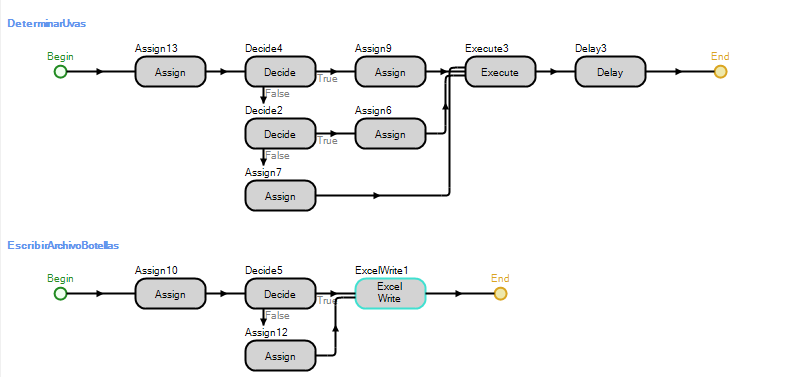 DeterminarUvas
Begin
Assign13
Assign
Decide4
Decide
True
False
Assign9
Assign
Execute3
Execute
Delay3
Delay
End
Decide2
Decide
True
False
Assign6
Assign
Assign7
Assign
EscribirArchivoBotellas
Begin
Assign10
Assign
Decide5
Decide
True
False
ExcelWrite1
Excel
Write
End
Assign12
Assign